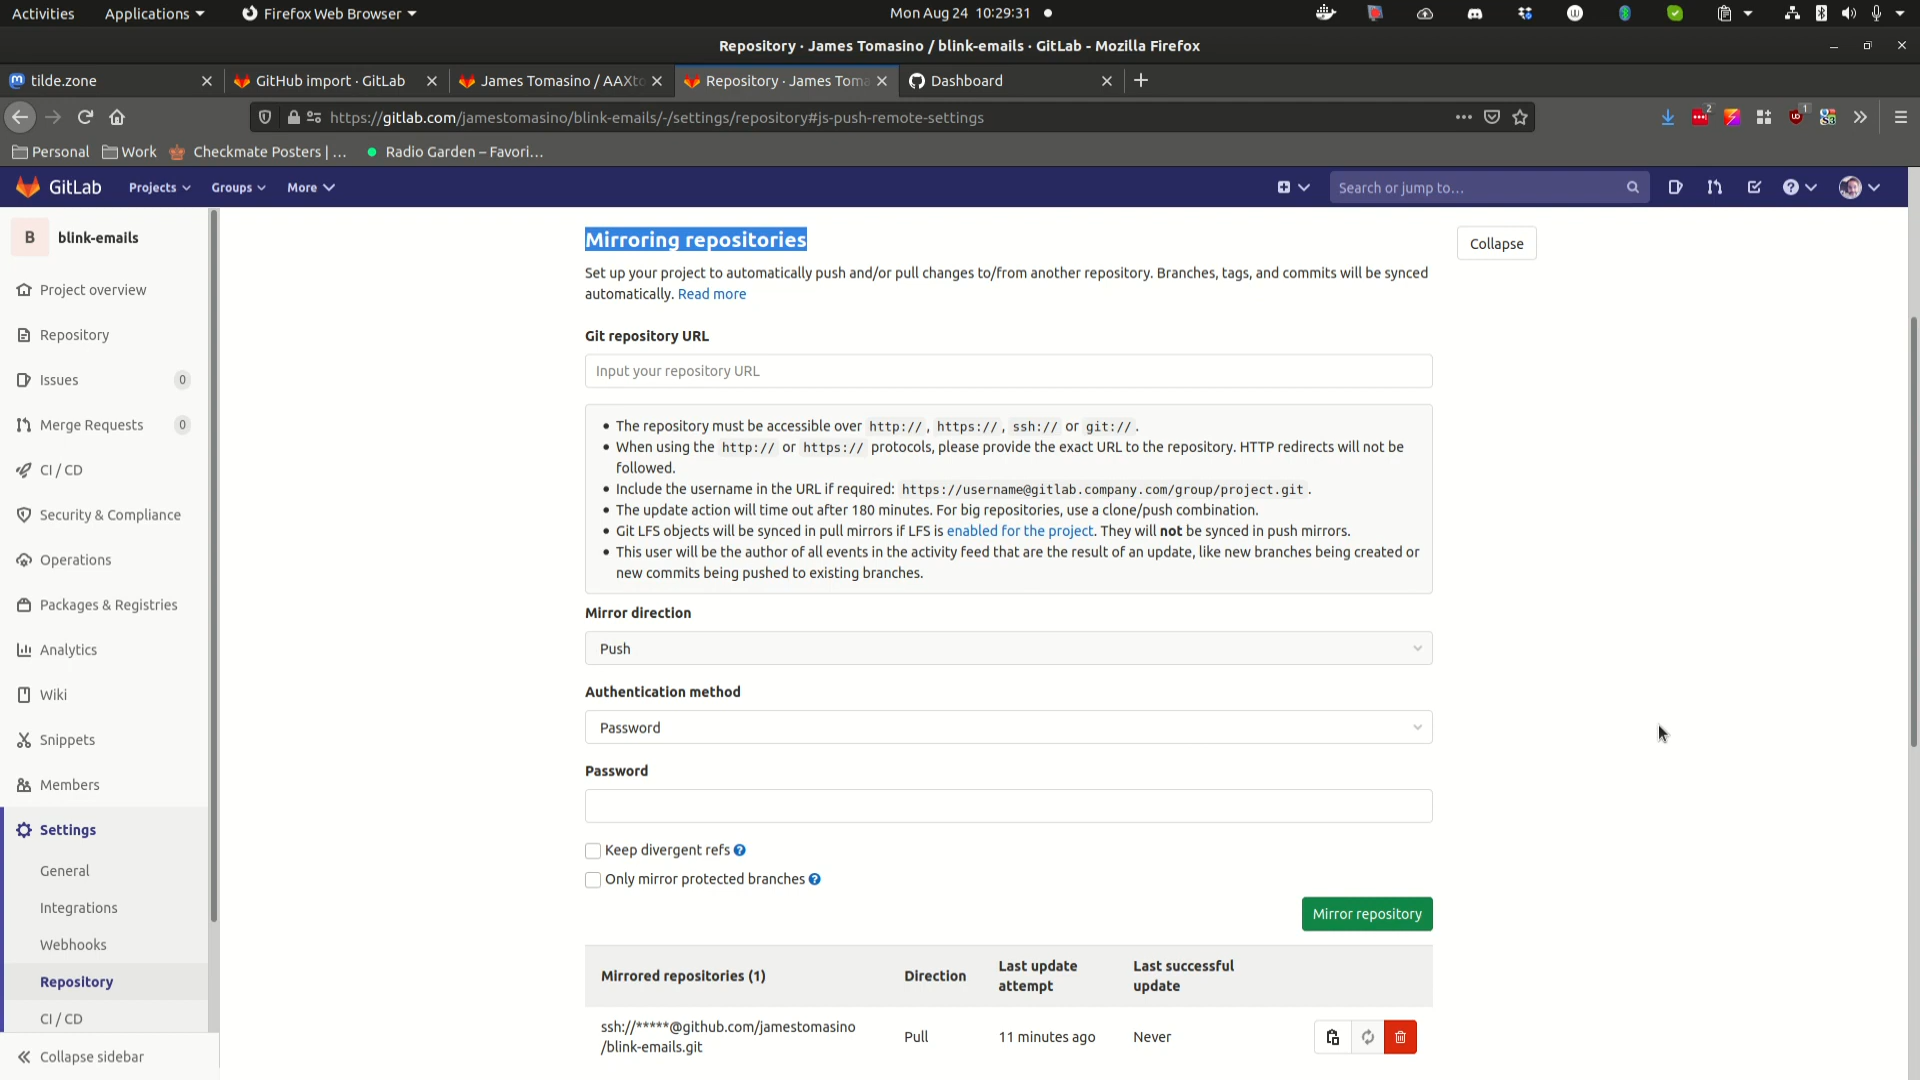 Activities Applications Firefox Web Browser Mon Aug 24 10:29:31
Repository · James Tomasino / blink-emails · GitLab - Mozilla Firefox
tilde.zone GitHub import · GitLab James Tomasino / AAXto Repository · James Toma Dashboard
https://gitlab.com/jamestomasino/blink-emails/-/settings/repository#js-push-remote-settings 2 1
Personal Work Checkmate Posters | ... Radio Garden – Favori...
GitLab Projects Groups More Search or jump to...
B blink-emails
Project overview
Repository
Issues 0
Merge Requests 0
CI / CD
Security & Compliance
Operations
Packages & Registries
Analytics
Wiki
Snippets
Members
Settings
General
Integrations
Webhooks
Repository
CI / CD
Collapse sidebar
Mirroring repositories
Collapse
Set up your project to automatically push and/or pull changes to/from another repository. Branches, tags, and commits will be synced
automatically. Read more
Git repository URL
Input your repository URL
• The repository must be accessible over http://, https://, ssh:// or git://.
• When using the http:// or https:// protocols, please provide the exact URL to the repository. HTTP redirects will not be
followed.
• Include the username in the URL if required: https://username@gitlab.company.com/group/project.git.
• The update action will time out after 180 minutes. For big repositories, use a clone/push combination.
• Git LFS objects will be synced in pull mirrors if LFS is enabled for the project. They will not be synced in push mirrors.
• This user will be the author of all events in the activity feed that are the result of an update, like new branches being created or
new commits being pushed to existing branches.
Mirror direction
Push
Authentication method
Password
Password
Keep divergent refs
Only mirror protected branches
Mirror repository
Mirrored repositories (1) Direction Last update attempt Last successful update
ssh://*****@github.com/jamestomasino
/blink-emails.git
Pull 11 minutes ago Never